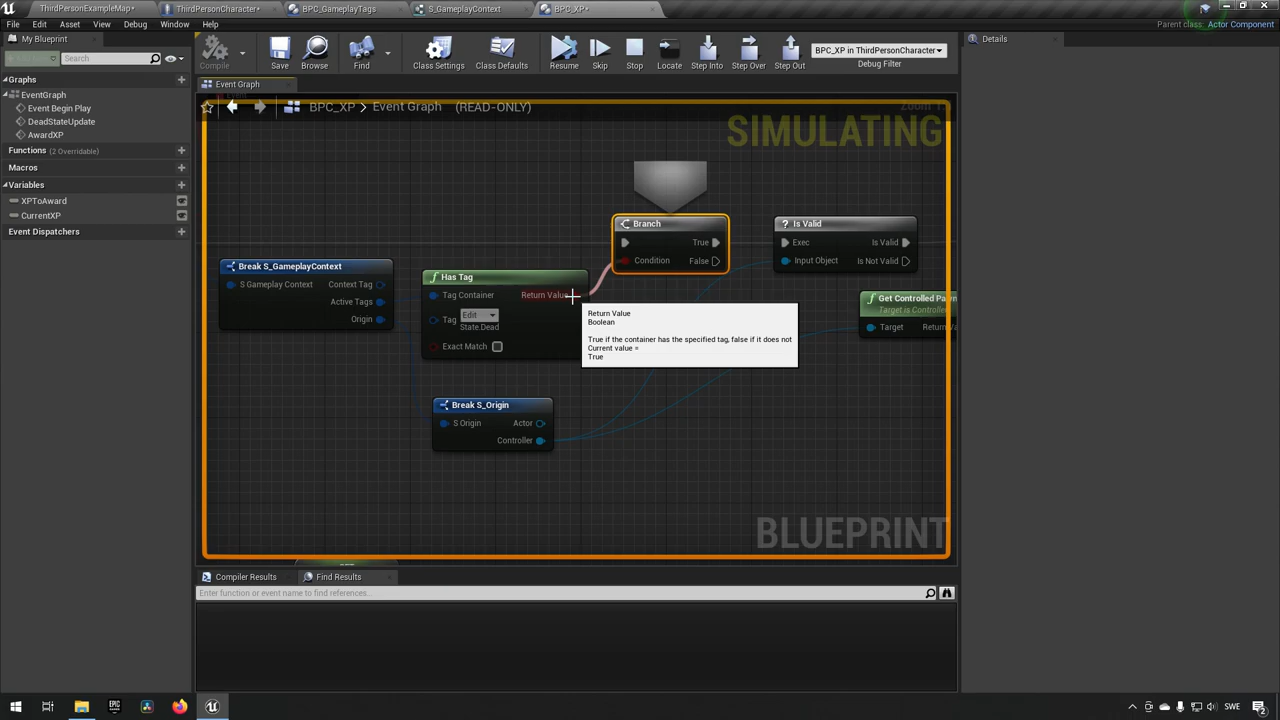 ThirdPersonExampleMap*
ThirdPersonCharacter*
BPC_GameplayTags
S_GameplayContext
BPC_XP*
File
Edit
Asset
View
Debug
Window
Help
Parent class: Actor Component
My Blueprint
Search
Compile
Save
Browse
Find
Class Settings
Class Defaults
Resume
Skip
Stop
Locate
Step Into
Step Over
Step Out
BPC_XP in ThirdPersonCharacter
Debug Filter
Details
Graphs
EventGraph
Event Begin Play
DeadStateUpdate
AwardXP
Functions (2 Overridable)
Macros
Variables
XPToAward
CurrentXP
Event Dispatchers
Event Graph
BPC_XP > Event Graph (READ-ONLY)
SIMULATING
Branch
True
Condition
False
? Is Valid
Exec
Is Valid
Input Object
Is Not Valid
Break S_GameplayContext
S Gameplay Context
Context Tag
Active Tags
Origin
Has Tag
Tag Container
Return Value
Tag
Edit
State.Dead
Exact Match
Return Value
Boolean
True if the container has the specified tag, false if it does not
Current value =
True
Get Controlled Pawn
Target is Controlle
Target
Return Va
Break S_Origin
S Origin
Actor
Controller
BLUEPRINT
Compiler Results
Find Results
Enter function or event name to find references...
EPIC
SWE
2